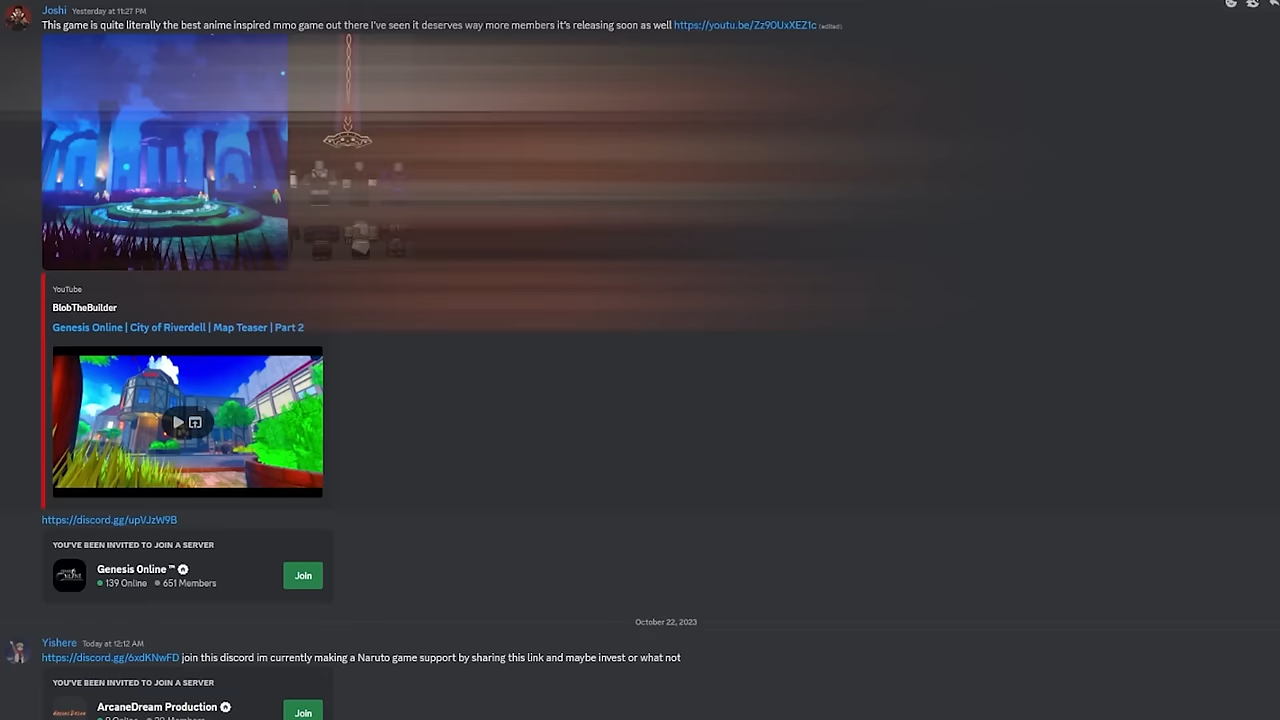 Joshi Yesterday at 11:27 PM
This game is quite literally the best anime inspired mmo game out there I've seen it deserves way more members it's releasing soon as well https://youtu.be/Zz90UxXEZ1c (edited)
YouTube
BlobTheBuilder
Genesis Online | City of Riverdell | Map Teaser | Part 2
https://discord.gg/upVJzW9B
YOU'VE BEEN INVITED TO JOIN A SERVER
Genesis Online ™
139 Online 651 Members
Join
October 22, 2023
Yishere Today at 12:12 AM
https://discord.gg/6xdKNwFD join this discord im currently making a Naruto game support by sharing this link and maybe invest or what not
YOU'VE BEEN INVITED TO JOIN A SERVER
ArcaneDream Production
Join